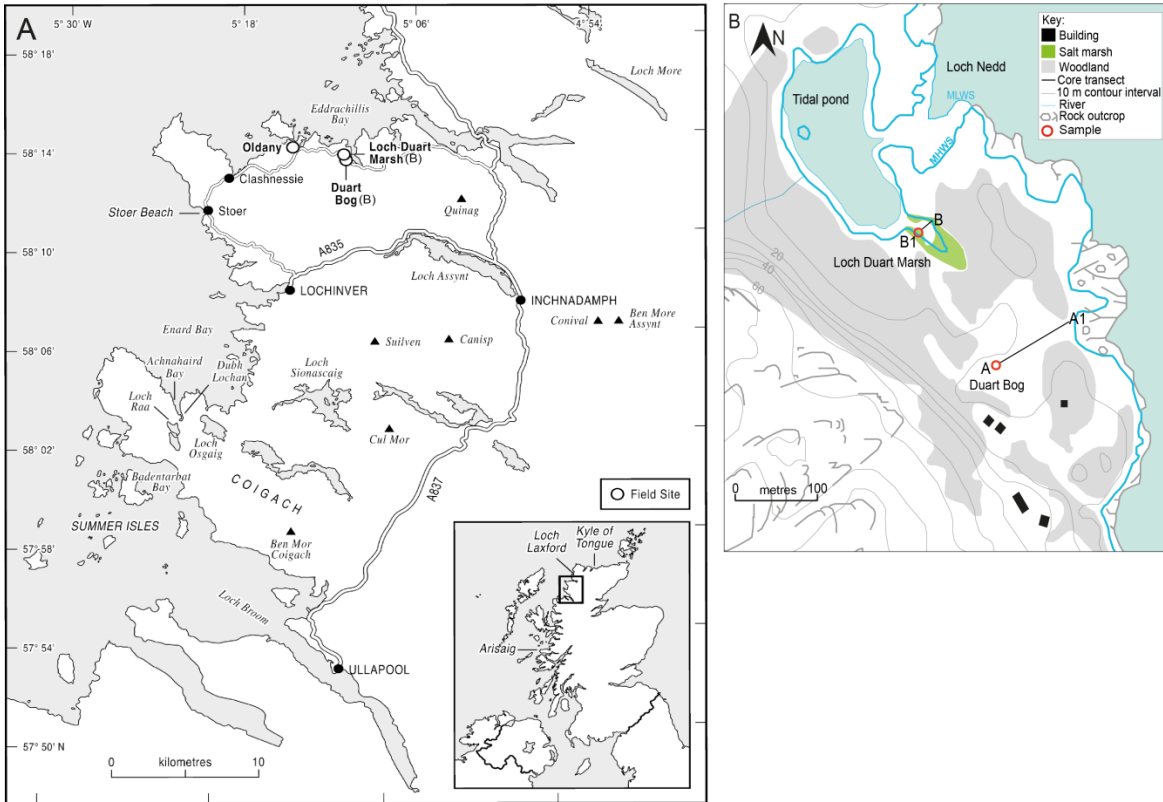 A
5° 30 W
5° 18
5° 06
4° 54
58° 18
58° 14
58° 10
58° 06
58° 02
57° 58'
57° 54
57° 50 N
Loch More
Eddrachillis
Bay
Oldany
Loch Duart
Marsh (B)
Duart
Bog (B)
Clashnessie
Stoer Beach
Stoer
Quinag
A835
Loch Assynt
LOCHINVER
INCHNADAMPH
Conival
Ben More
Assynt
Enard Bay
Suilven
Canisp
Achnahaird
Bay
Dubh
Lochan
Loch
Sionascaig
Loch
Raa
Loch
Osgaig
Cul Mor
Badentarbat
Bay
COIGACH
A837
SUMMER ISLES
Ben Mor
Coigach
Field Site
Loch Broom
ULLAPOOL
0 kilometres 10
Loch
Laxford
Kyle of
Tongue
Arisaig
B
N
Tidal pond
Loch Nedd
MLWS
MHWS
Key:
Building
Salt marsh
Woodland
Core transect
10 m contour interval
River
Rock outcrop
Sample
B
B1
Loch Duart Marsh
20
40
60
A1
A
Duart Bog
0 metres 100